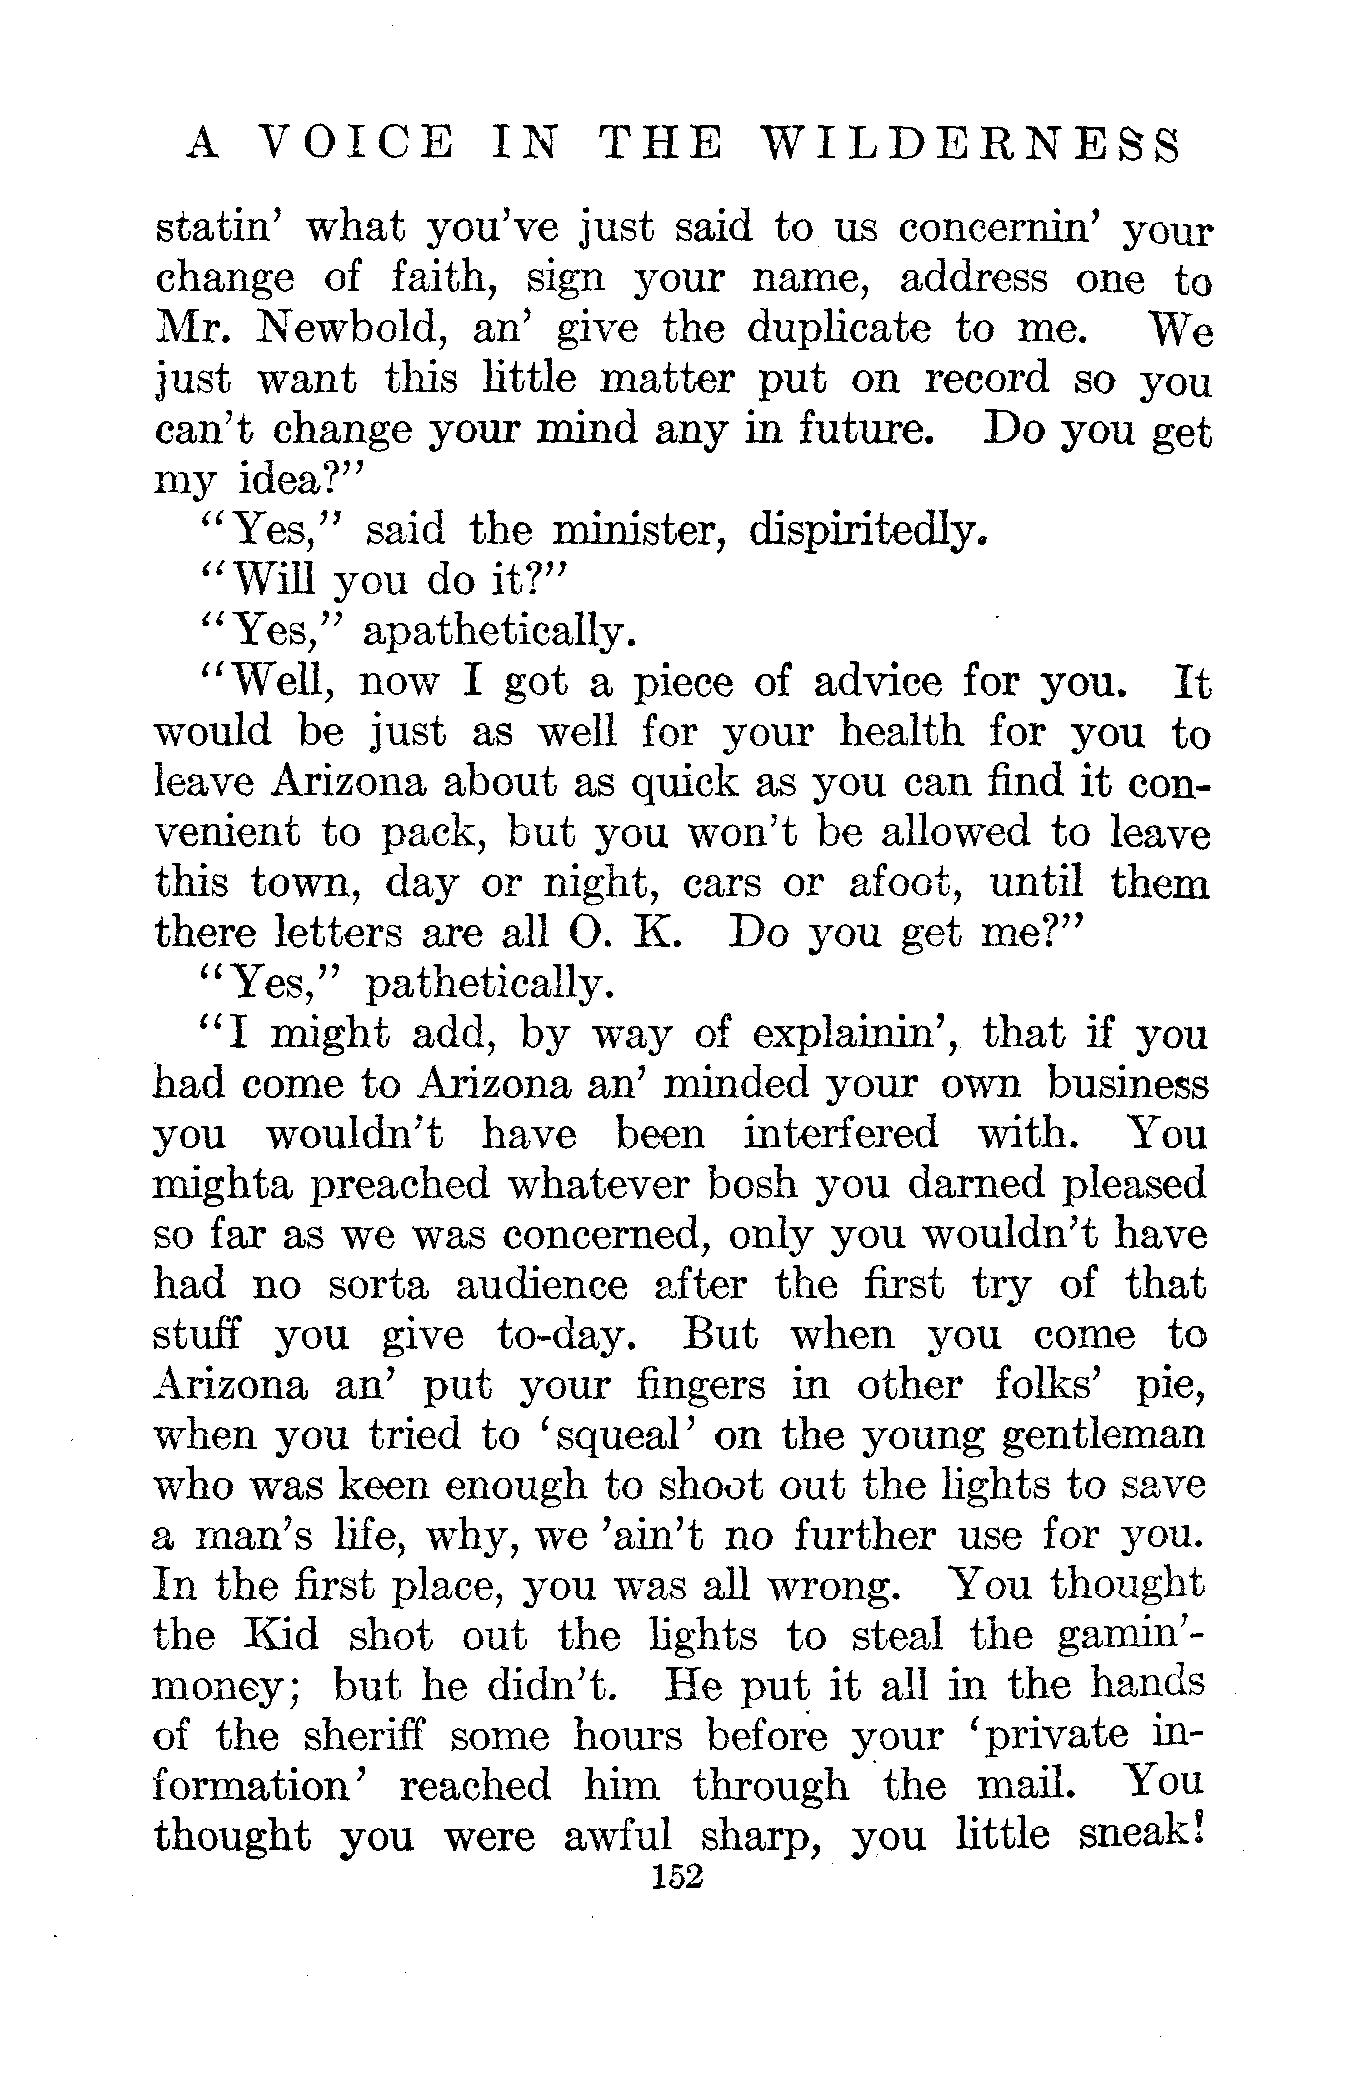 A VOICE IN THE WILDERNESS
statin' what you've just said to us concernin' your
change of faith, sign your name, address one to
Mr. Newbold, an' give the duplicate to me. We
just want this little matter put on record so you
can't change your mind any in future. Do you get
my idea?"
"Yes," said the minister, dispiritedly.
"Will you do it?"
"Yes," apathetically.
"Well, now I got a piece of advice for you. It
would be just as well for your health for you to
leave Arizona about as quick as you can find it con-
venient to pack, but you won't be allowed to leave
this town, day or night, cars or afoot, until them
there letters are all O. K. Do you get me?"
"Yes," pathetically.
"I might add, by way of explainin', that if you
had come to Arizona an' minded your own business
you wouldn't have been interfered with. You
mighta preached whatever bosh you darned pleased
so far as we was concerned, only you wouldn't have
had no sorta audience after the first try of that
stuff you give to-day. But when you come to
Arizona an' put your fingers in other folks' pie,
when you tried to 'squeal' on the young gentleman
who was keen enough to shoot out the lights to save
a man's life, why, we 'ain't no further use for you.
In the first place, you was all wrong. You thought
the Kid shot out the lights to steal the gamin'-
money; but he didn't. He put it all in the hands
of the sheriff some hours before your 'private in-
formation' reached him through the mail. You
thought you were awful sharp, you little sneak!
152